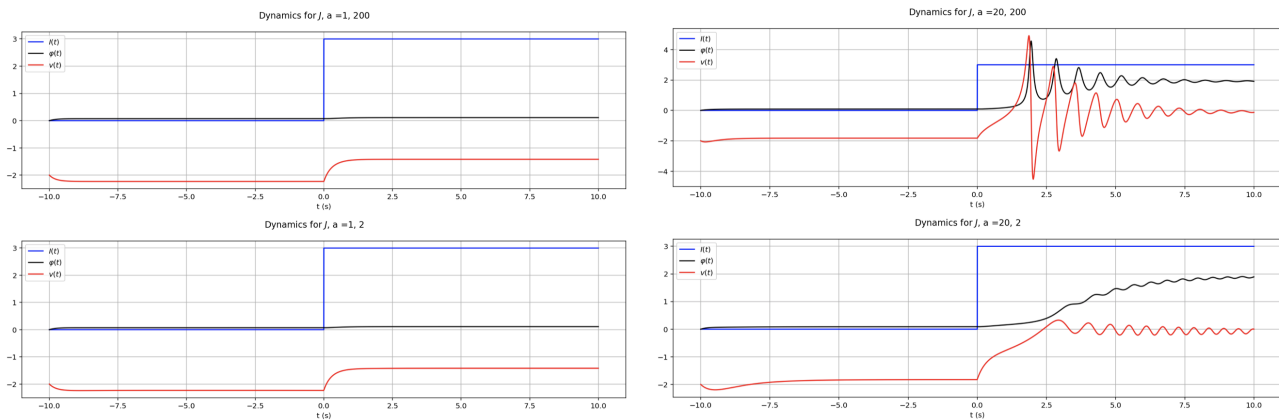 Dynamics for J, a =1, 200
I(t)
φ(t)
v(t)
3
2
1
0
−1
−2
−10.0 −7.5 −5.0 −2.5 0.0 2.5 5.0 7.5 10.0
t (s)
Dynamics for J, a =1, 2
I(t)
φ(t)
v(t)
3
2
1
0
−1
−2
−10.0 −7.5 −5.0 −2.5 0.0 2.5 5.0 7.5 10.0
t (s)
Dynamics for J, a =20, 200
I(t)
φ(t)
v(t)
4
2
0
−2
−4
−10.0 −7.5 −5.0 −2.5 0.0 2.5 5.0 7.5 10.0
t (s)
Dynamics for J, a =20, 2
I(t)
φ(t)
v(t)
3
2
1
0
−1
−2
−10.0 −7.5 −5.0 −2.5 0.0 2.5 5.0 7.5 10.0
t (s)